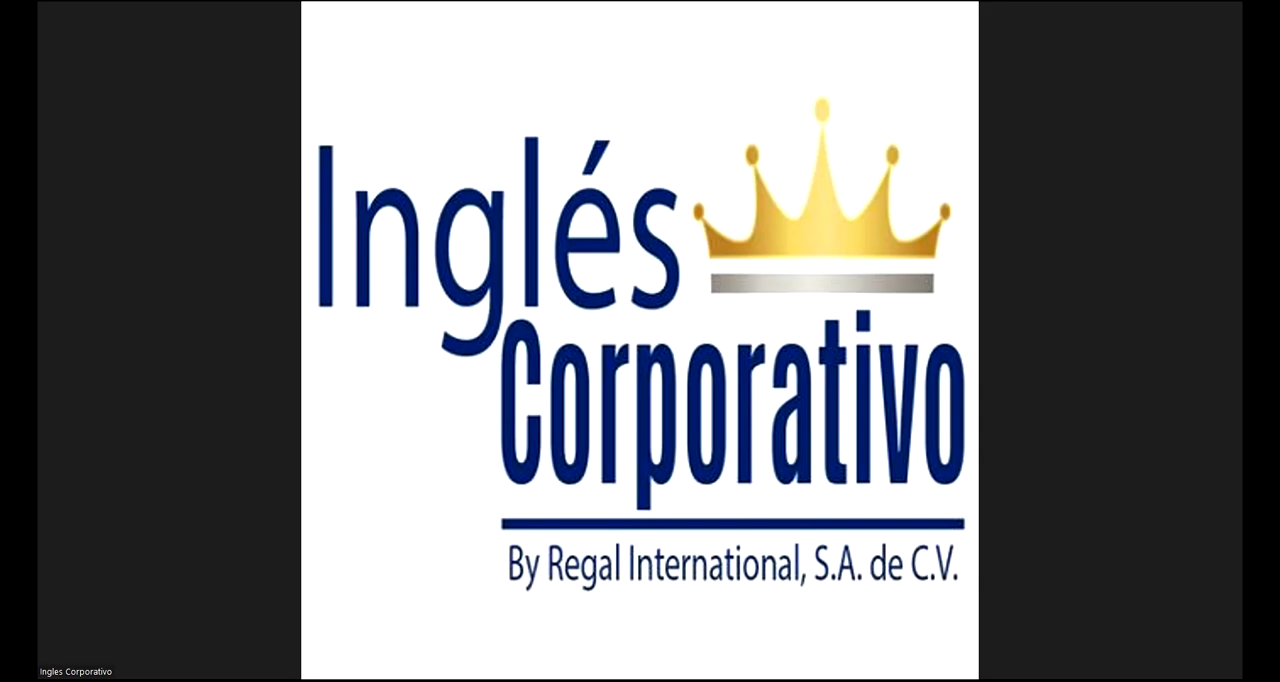 Inglés
Corporativo
By Regal International, S.A. de C.V.
Ingles Corporativo